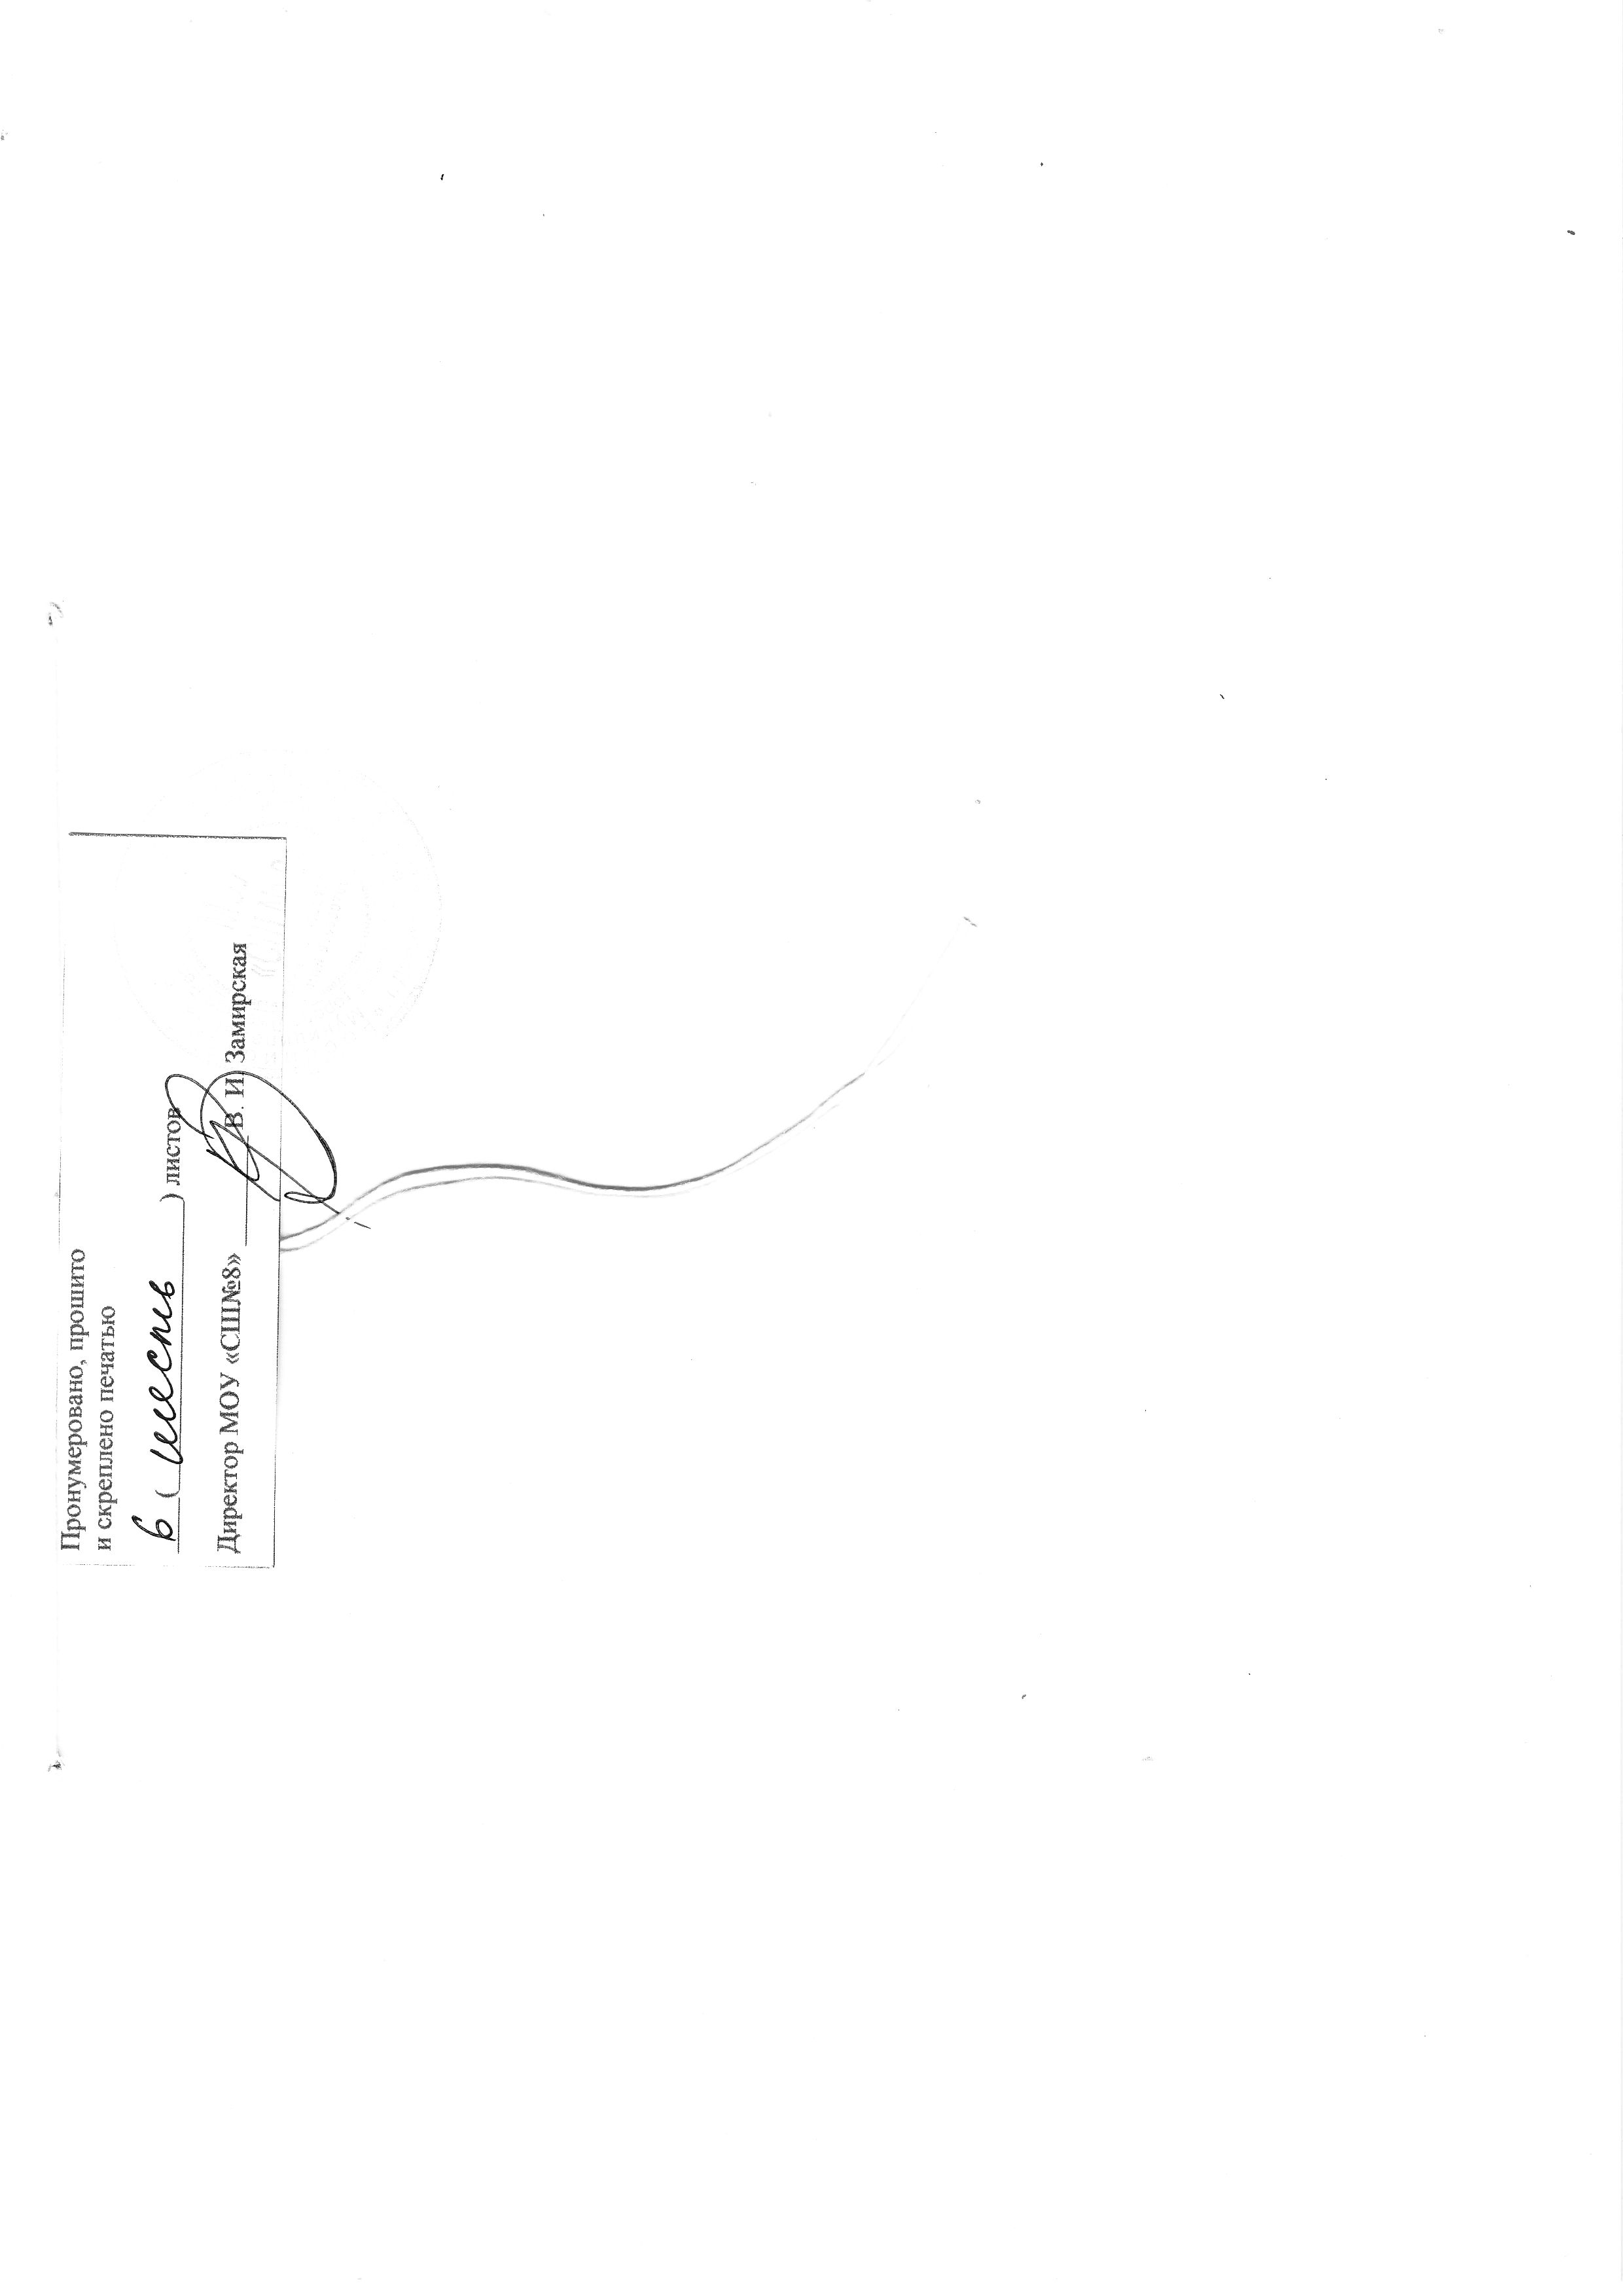 Пронумеровано, прошито
и скреплено печатью
6 ( шесть ) листов
Директор МОУ «СШ№8» В. И. Замирская